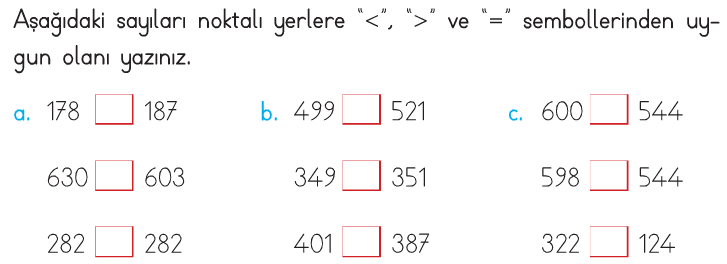 Aşağıdaki sayıları noktalı yerlere “<”, “>” ve “=” sembollerinden uy-
gun olanı yazınız.
a. 178 187 b. 499 521 c. 600 544
630 603 349 351 598 544
282 282 401 387 322 124